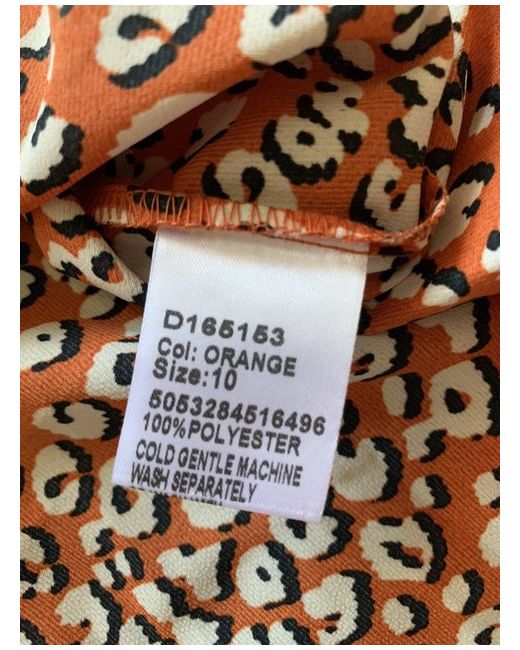 D165153
Col: ORANGE
Size:10
5053284516496
100%POLYESTER
COLD GENTLE MACHINE
WASH SEPARATELY